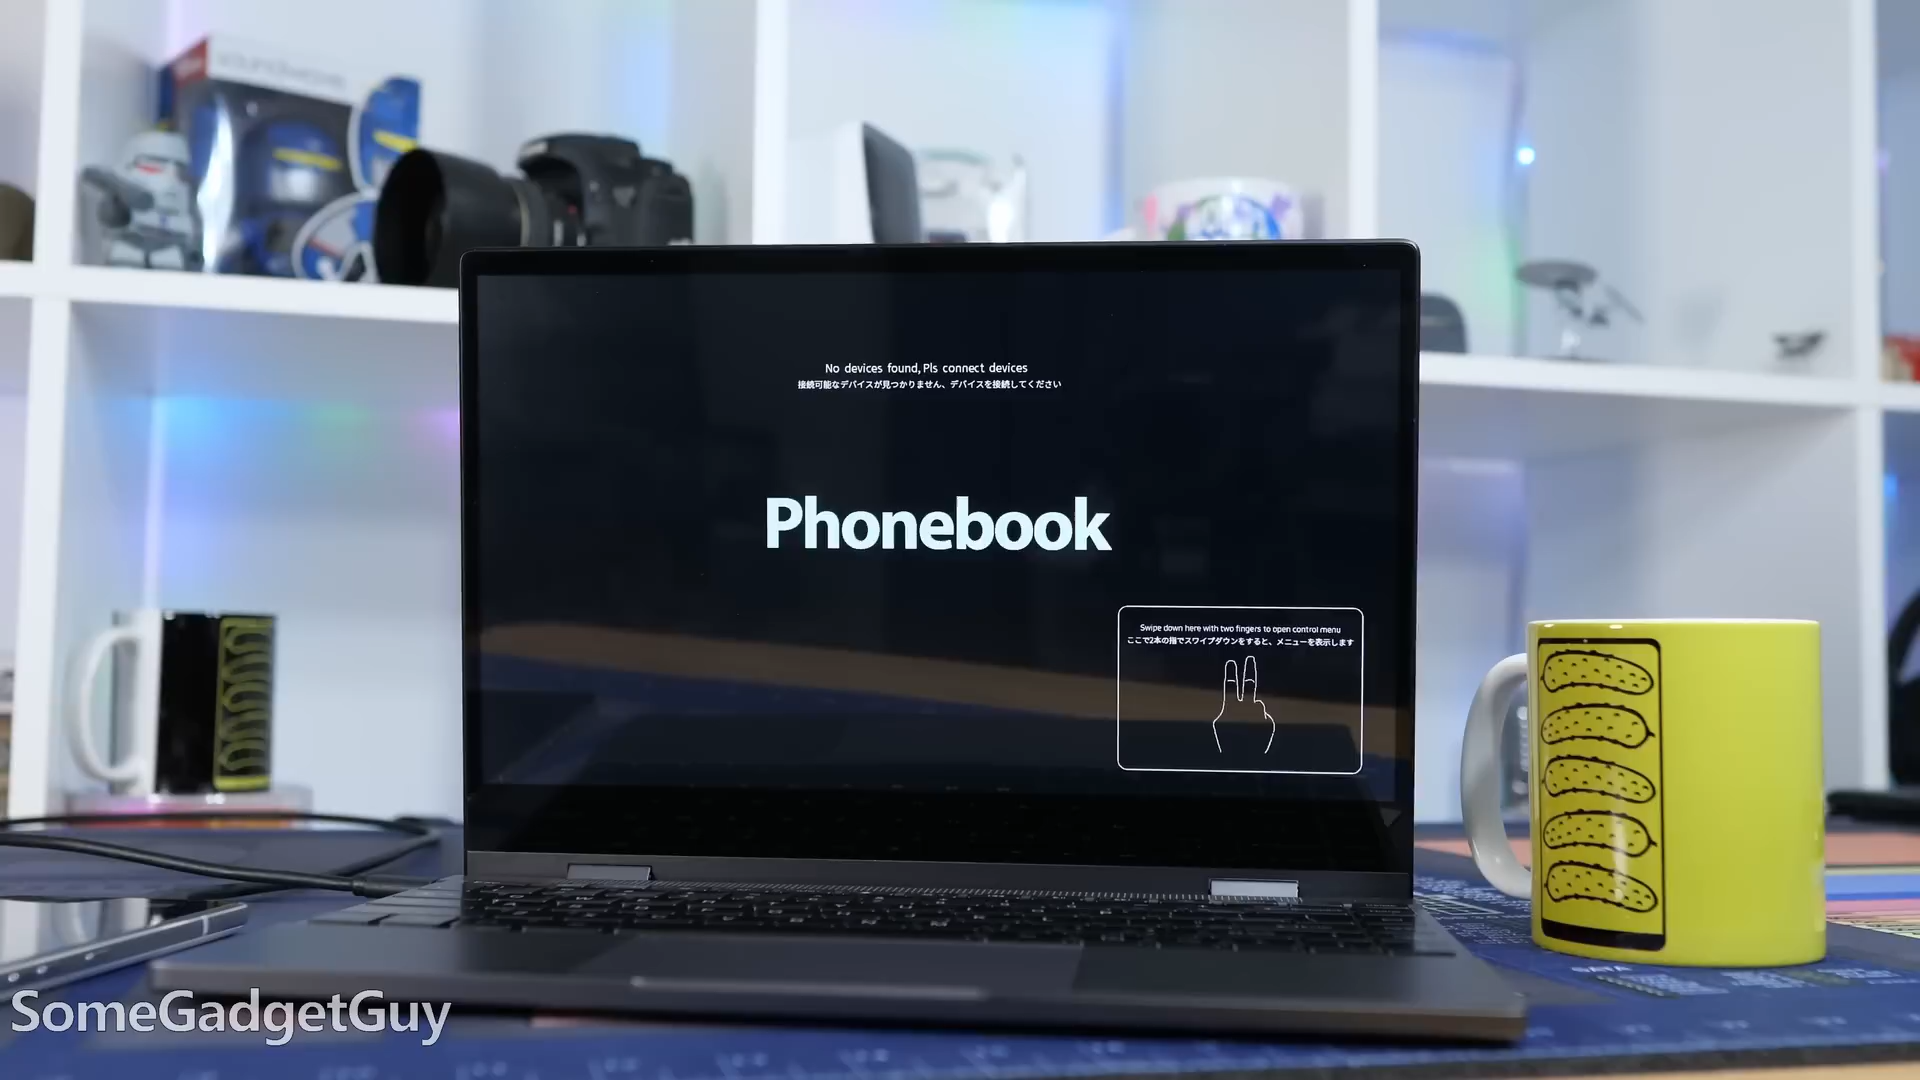 No devices found, Pls connect devices
接続可能なデバイスが見つかりません、デバイスを接続してください
Phonebook
Swipe down here with two fingers to open control menu
ここで2本の指でスワイプダウンをすると、メニューを表示します
SATA
SomeGadgetGuy